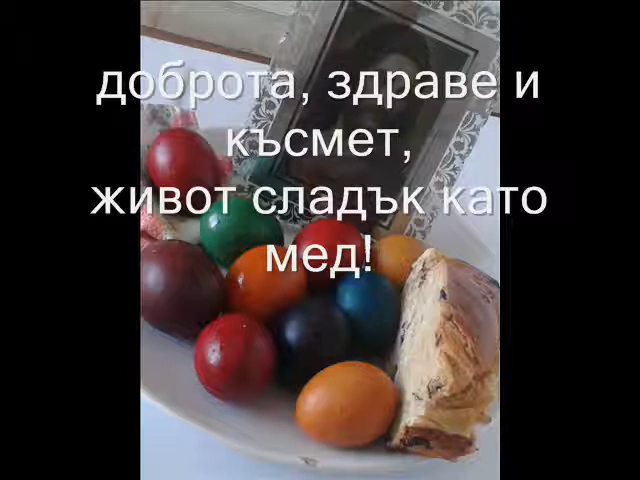 доброта, здраве и
късмет,
живот сладък като
мед!